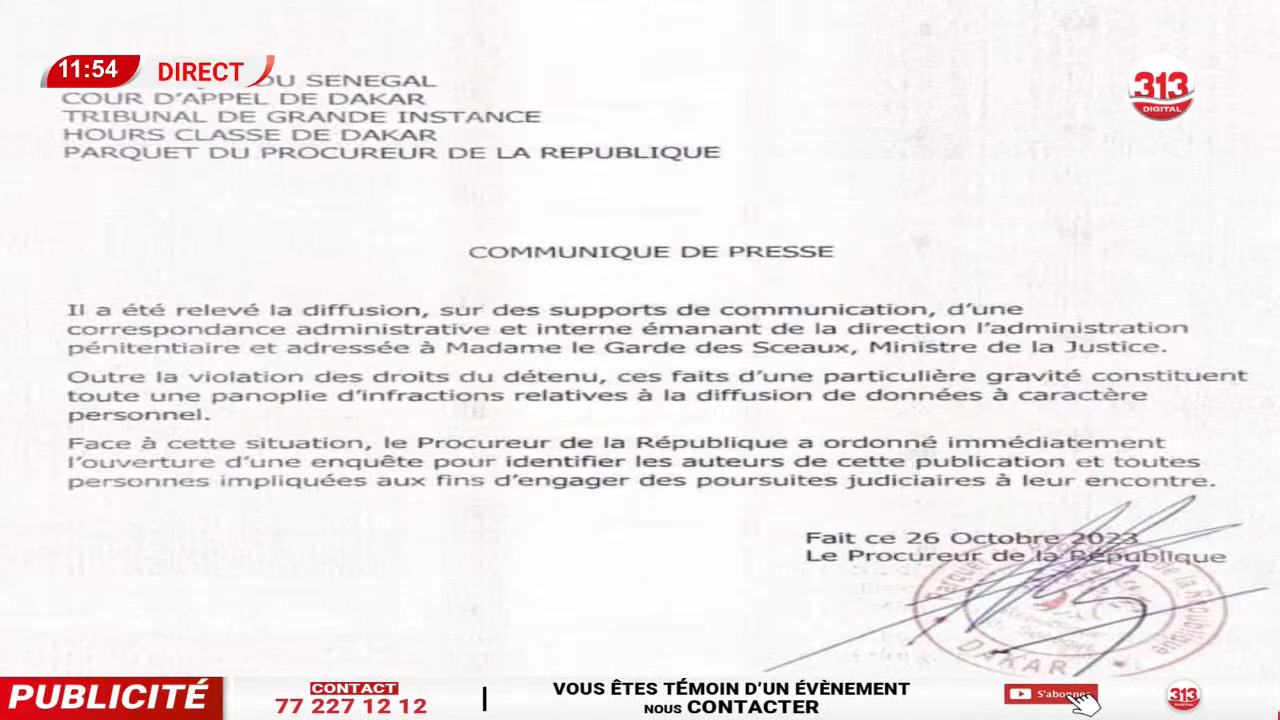 11:54 DIRECT
313
DIGITAL
DU SENEGAL
COUR D'APPEL DE DAKAR
TRIBUNAL DE GRANDE INSTANCE
HOURS CLASSE DE DAKAR
PARQUET DU PROCUREUR DE LA REPUBLIQUE
COMMUNIQUE DE PRESSE
Il a été relevé la diffusion, sur des supports de communication, d'une
correspondance administrative et interne émanant de la direction l'administration
pénitentiaire et adressée à Madame le Garde des Sceaux, Ministre de la Justice.
Outre la violation des droits du détenu, ces faits d'une particulière gravité constituent
toute une panoplie d'infractions relatives à la diffusion de données à caractère
personnel.
Face à cette situation, le Procureur de la République a ordonné immédiatement
l'ouverture d'une enquête pour identifier les auteurs de cette publication et toutes
personnes impliquées aux fins d'engager des poursuites judiciaires à leur encontre.
Fait ce 26 Octobre 2023
Le Procureur de la République
Parquet de la République
DAKAR
PUBLICITÉ
CONTACT
77 227 12 12
VOUS ÊTES TÉMOIN D'UN ÉVÈNEMENT
NOUS CONTACTER
S'abonner
313
DIGITAL